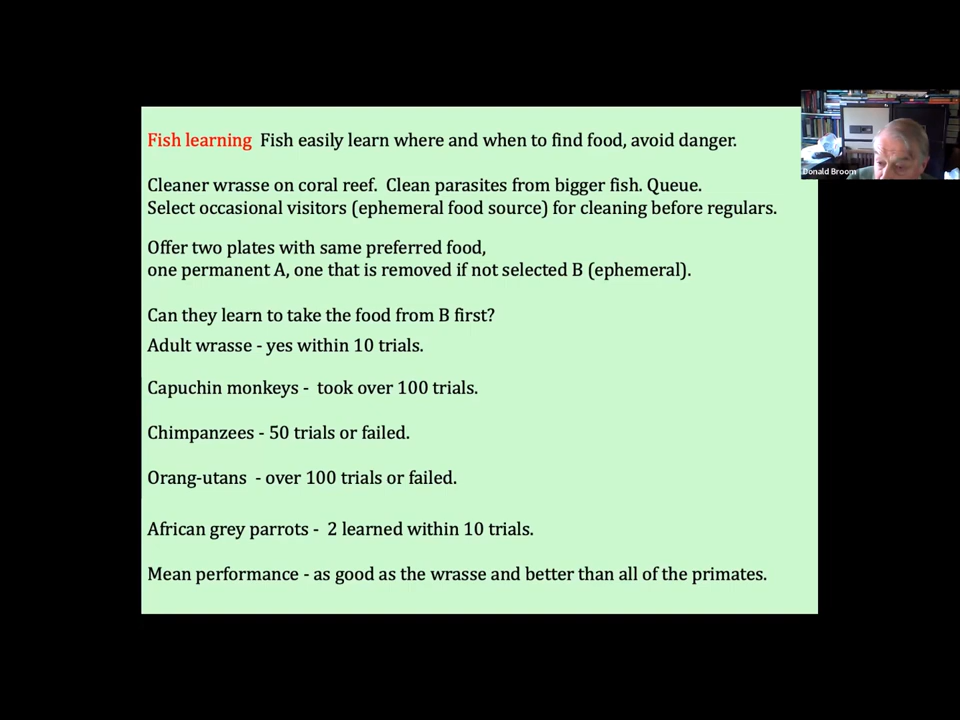 Fish learning Fish easily learn where and when to find food, avoid danger.
Cleaner wrasse on coral reef. Clean parasites from bigger fish. Queue.
Select occasional visitors (ephemeral food source) for cleaning before regulars.
Offer two plates with same preferred food,
one permanent A, one that is removed if not selected B (ephemeral).
Can they learn to take the food from B first?
Adult wrasse - yes within 10 trials.
Capuchin monkeys - took over 100 trials.
Chimpanzees - 50 trials or failed.
Orang-utans - over 100 trials or failed.
African grey parrots - 2 learned within 10 trials.
Mean performance - as good as the wrasse and better than all of the primates.
Donald Broom